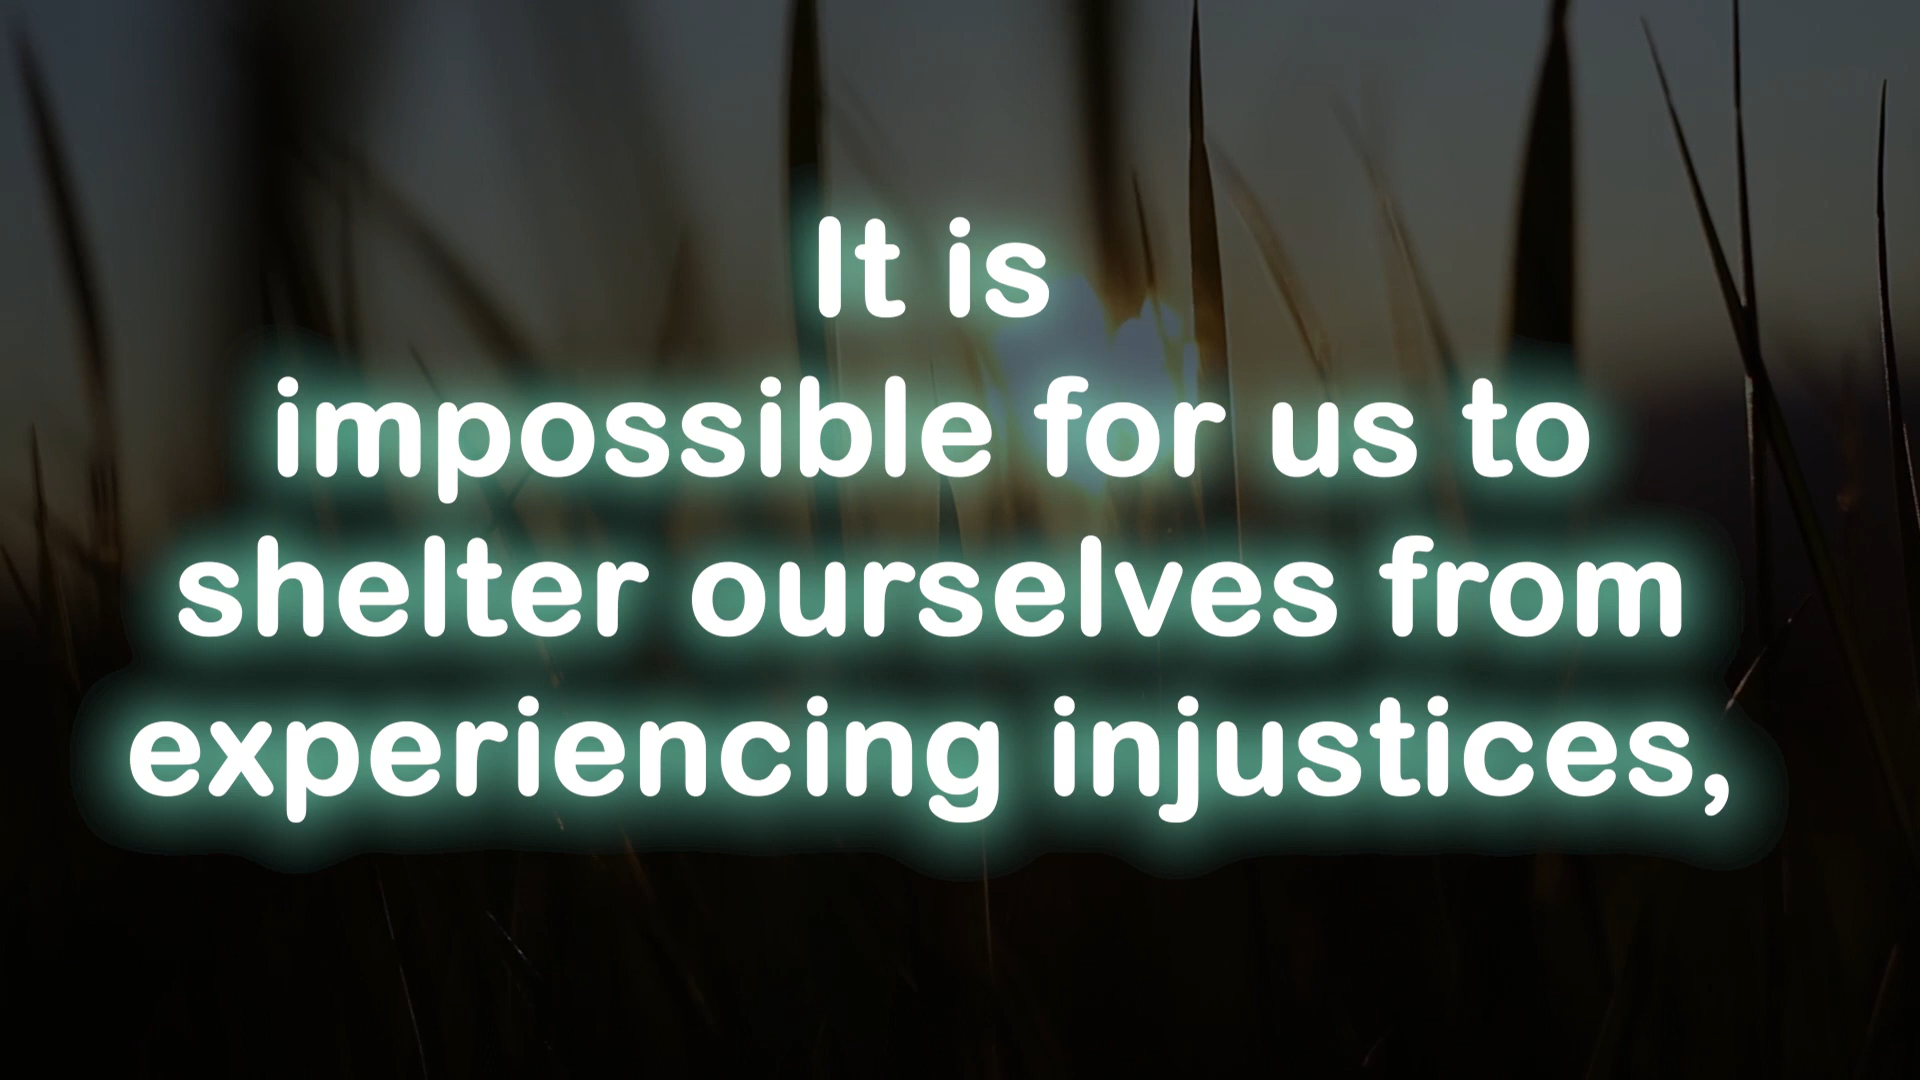 It is
impossible for us to
shelter ourselves from
experiencing injustices,